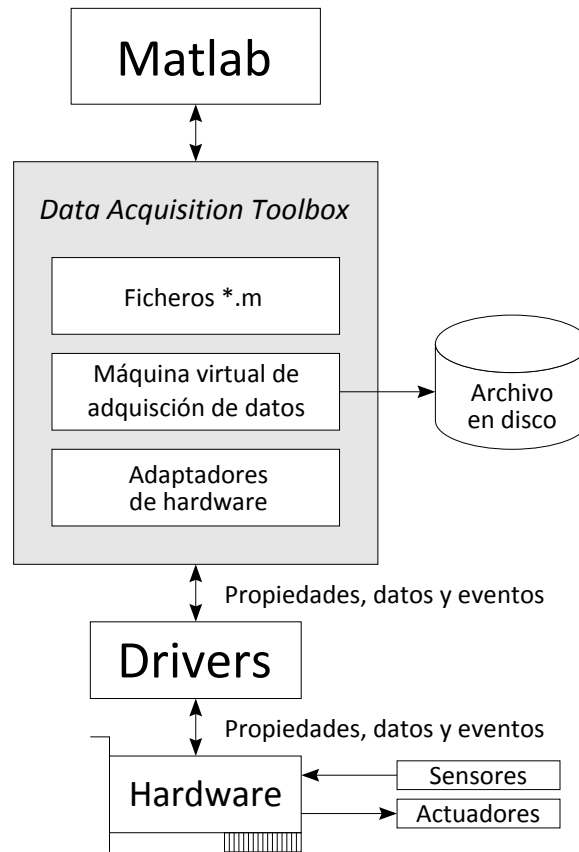 Matlab
Data Acquisition Toolbox
Ficheros *.m
Máquina virtual de
adquisción de datos
Archivo
en disco
Adaptadores
de hardware
Propiedades, datos y eventos
Drivers
Propiedades, datos y eventos
Hardware
Sensores
Actuadores